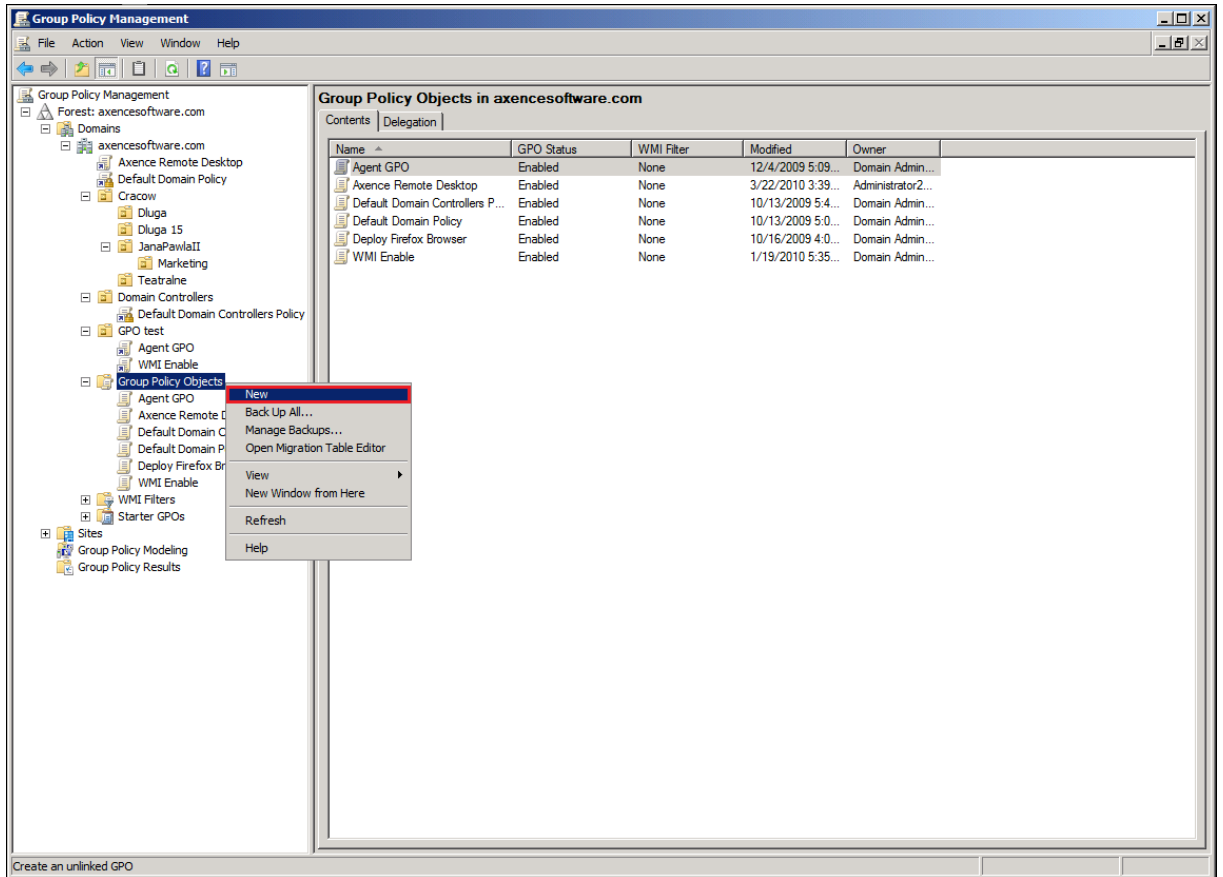 Group Policy Management
File Action View Window Help
Group Policy Management
Forest: axencesoftware.com
Domains
axencesoftware.com
Axence Remote Desktop
Default Domain Policy
Cracow
Dluga
Dluga 15
JanaPawlaII
Marketing
Teatralne
Domain Controllers
Default Domain Controllers Policy
GPO test
Agent GPO
WMI Enable
Group Policy Objects
Agent GPO
Axence Remote D
Default Domain C
Default Domain P
Deploy Firefox Br
WMI Enable
WMI Filters
Starter GPOs
Sites
Group Policy Modeling
Group Policy Results
New
Back Up All...
Manage Backups...
Open Migration Table Editor
View
New Window from Here
Refresh
Help
Group Policy Objects in axencesoftware.com
Contents Delegation
Name GPO Status WMI Filter Modified Owner
Agent GPO Enabled None 12/4/2009 5:09... Domain Admin...
Axence Remote Desktop Enabled None 3/22/2010 3:39... Administrator2...
Default Domain Controllers P... Enabled None 10/13/2009 5:4... Domain Admin...
Default Domain Policy Enabled None 10/13/2009 5:0... Domain Admin...
Deploy Firefox Browser Enabled None 10/16/2009 4:0... Domain Admin...
WMI Enable Enabled None 1/19/2010 5:35... Domain Admin...
Create an unlinked GPO